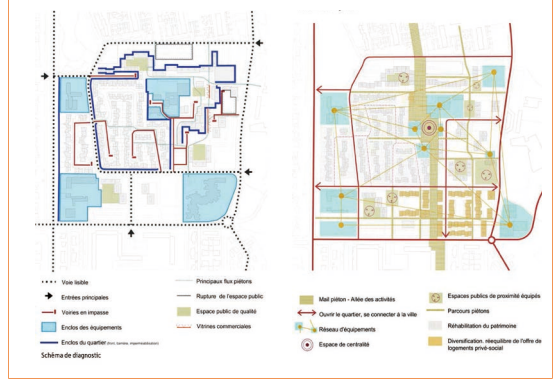 Voie lisible
Entrées principales
Voiries en impasse
Enclos des équipements
Enclos du quartier
Schéma de diagnostic
Principaux flux piétons
Rupture de l'espace public
Espace public de qualité
Vitrines commerciales
Mail piéton - Allée des activités
Ouvrir le quartier, se connecter à la ville
Réseau d'équipements
Espace de centralité
Espaces publics de proximité équipés
Parcours piétons
Réhabilitation du patrimoine
Diversification, rééquilibre de l'offre de
logements privé-social